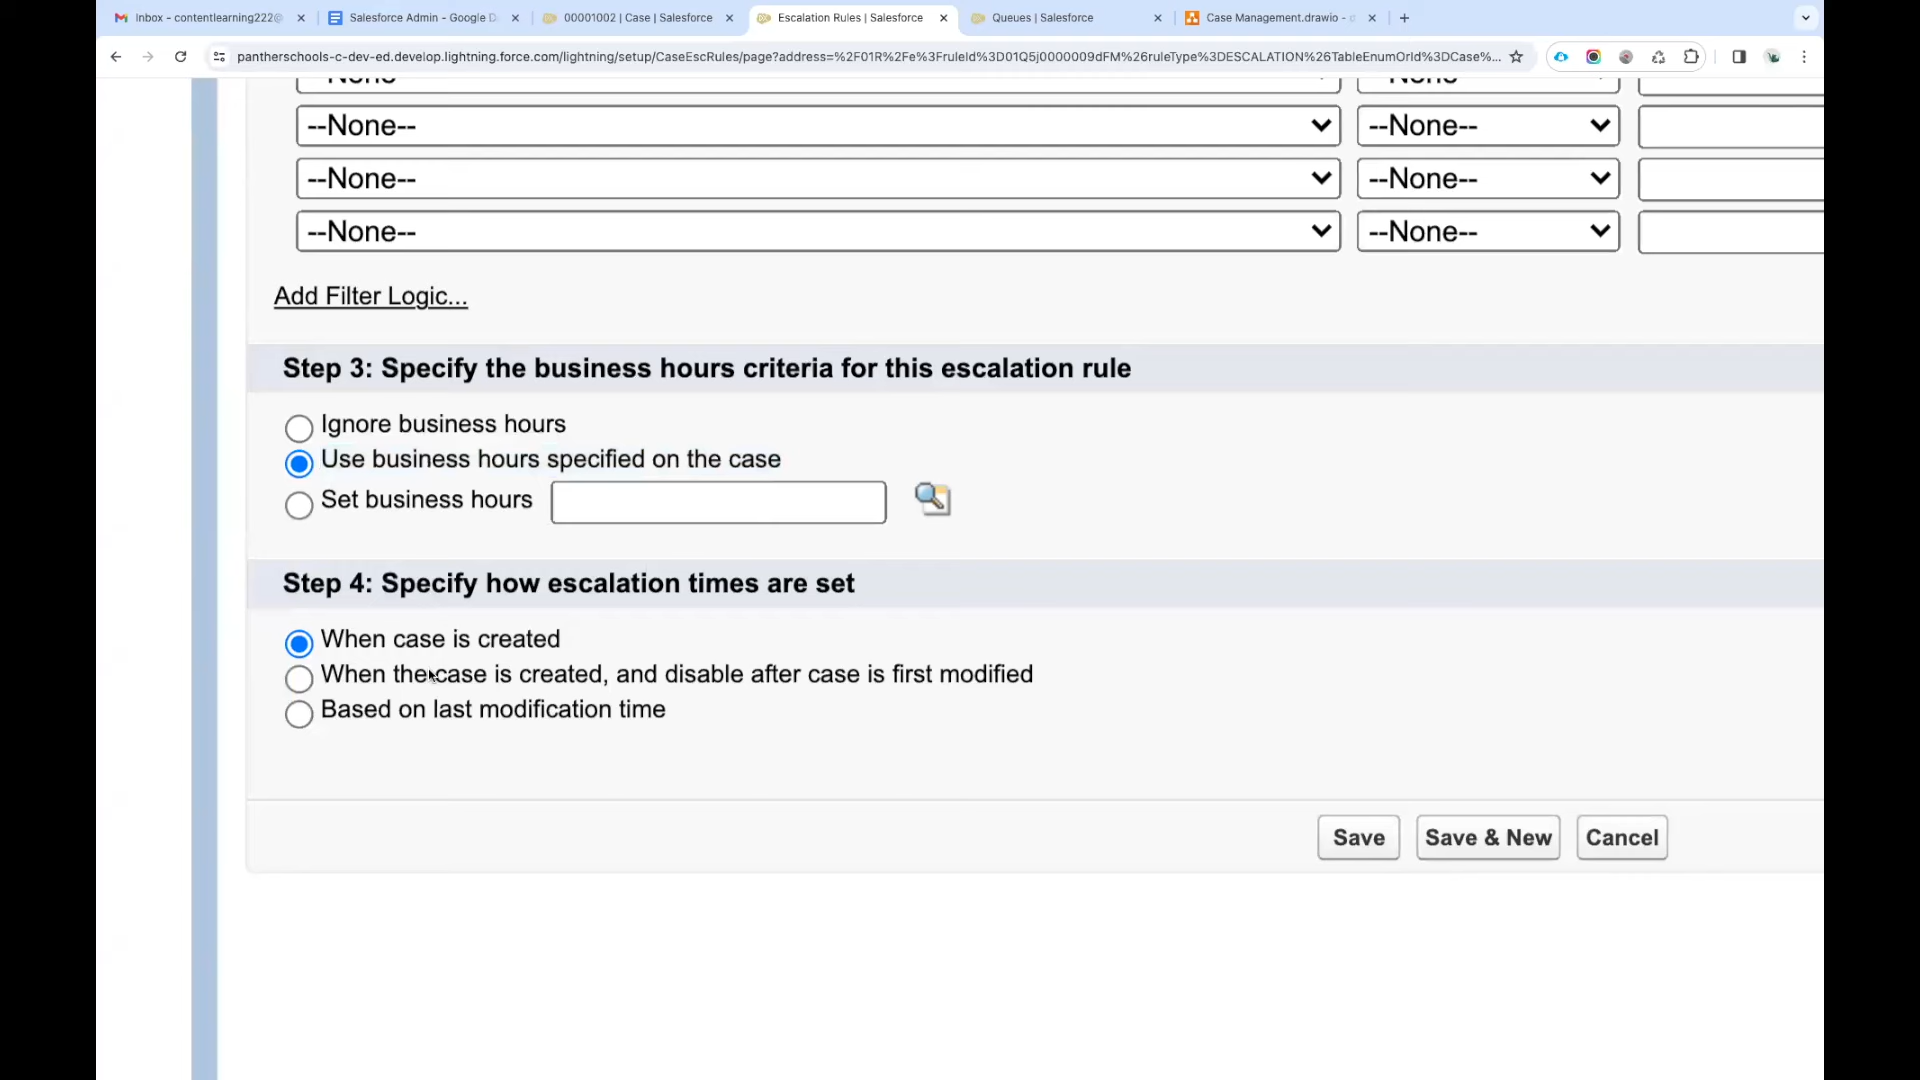 Inbox - contentlearning222@
Salesforce Admin - Google D
00001002 | Case | Salesforce
Escalation Rules | Salesforce
Queues | Salesforce
Case Management.drawio - d
pantherschools-c-dev-ed.develop.lightning.force.com/lightning/setup/CaseEscRules/page?address=%2F01R%2Fe%3FruleId%3D01Q5j0000009dFM%26ruleType%3DESCALATION%26TableEnumOrId%3DCase%...
--None-- --None--
--None-- --None--
--None-- --None--
--None-- --None--
Add Filter Logic...
Step 3: Specify the business hours criteria for this escalation rule
Ignore business hours
Use business hours specified on the case
Set business hours
Step 4: Specify how escalation times are set
When case is created
When the case is created, and disable after case is first modified
Based on last modification time
Save Save & New Cancel